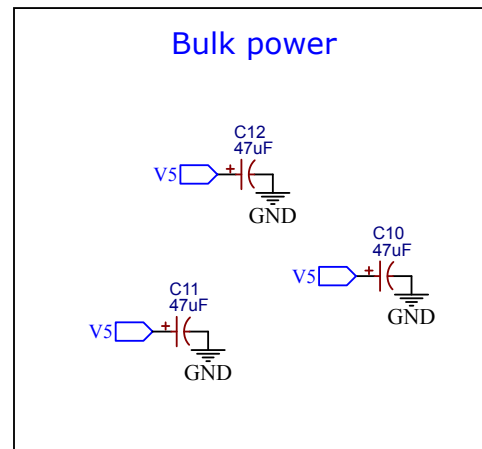 Bulk power
C12
47uF
V5
+
GND
C10
47uF
V5
+
GND
C11
47uF
V5
+
GND